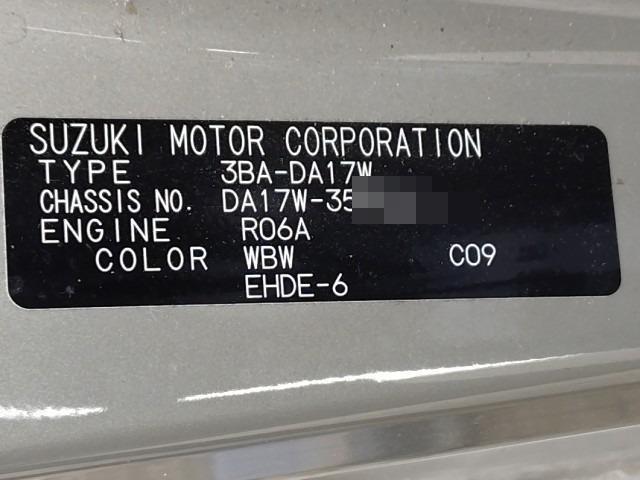 SUZUKI MOTOR CORPORATION
TYPE 3BA-DA17W
CHASSIS NO. DA17W-35
ENGINE R06A
COLOR WBW C09
EHDE-6